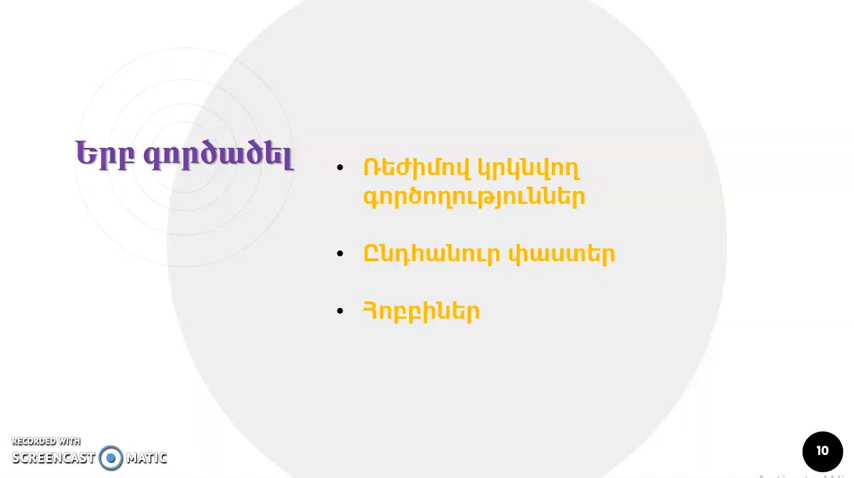 Երբ գործածել
• Ռեժիմով կրկնվող
գործողություններ
• Ընդհանուր փաստեր
• Հոբբիներ
RECORDED WITH
SCREENCAST MATIC
10